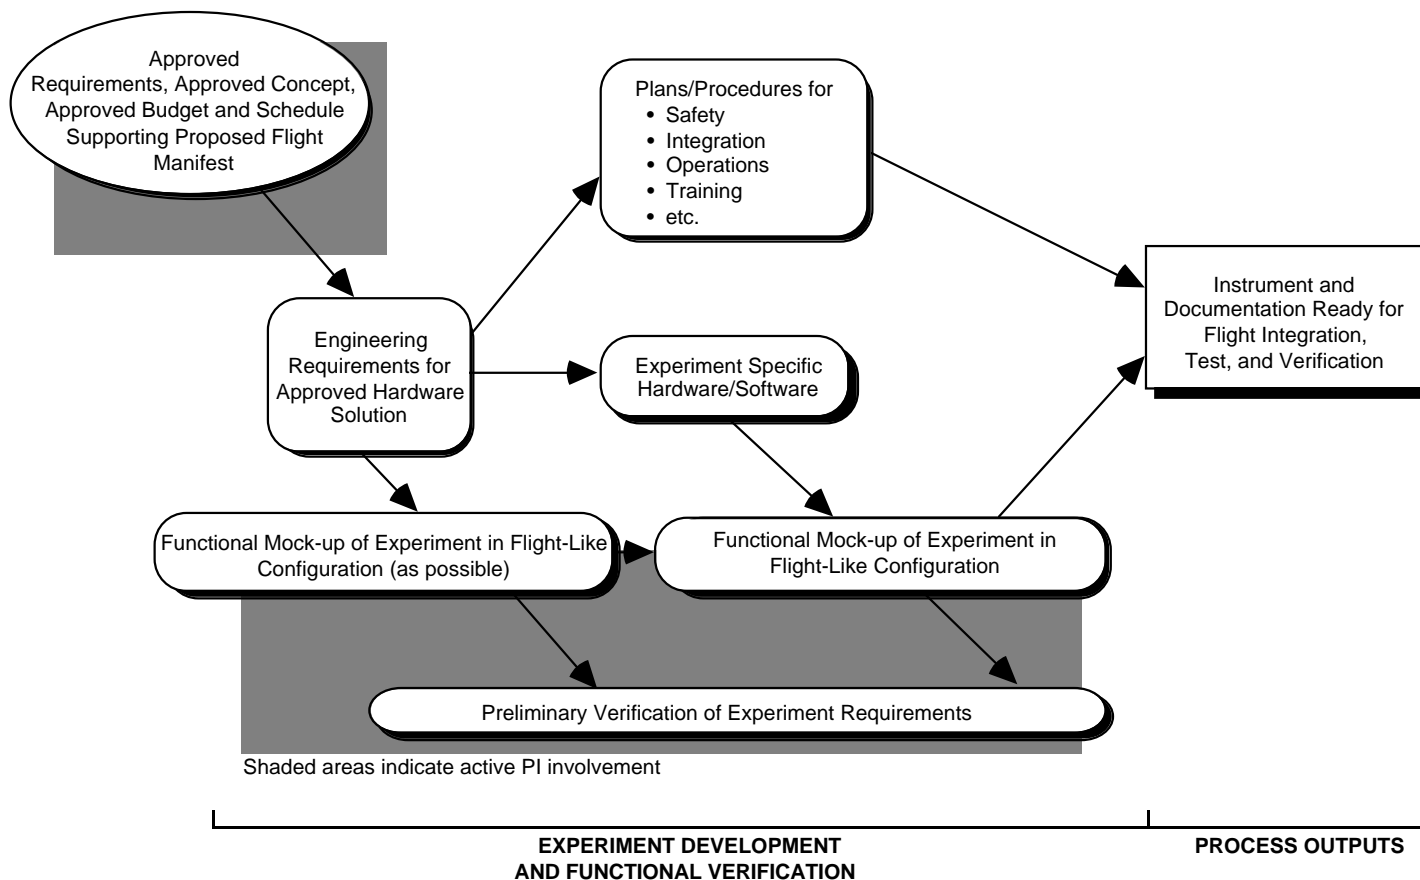 Approved
Requirements, Approved Concept,
Approved Budget and Schedule
Supporting Proposed Flight
Manifest
Plans/Procedures for
• Safety
• Integration
• Operations
• Training
• etc.
Instrument and
Documentation Ready for
Flight Integration,
Test, and Verification
Engineering
Requirements for
Approved Hardware
Solution
Experiment Specific
Hardware/Software
Functional Mock-up of Experiment in Flight-Like
Configuration (as possible)
Functional Mock-up of Experiment in
Flight-Like Configuration
Preliminary Verification of Experiment Requirements
Shaded areas indicate active PI involvement
EXPERIMENT DEVELOPMENT
AND FUNCTIONAL VERIFICATION
PROCESS OUTPUTS